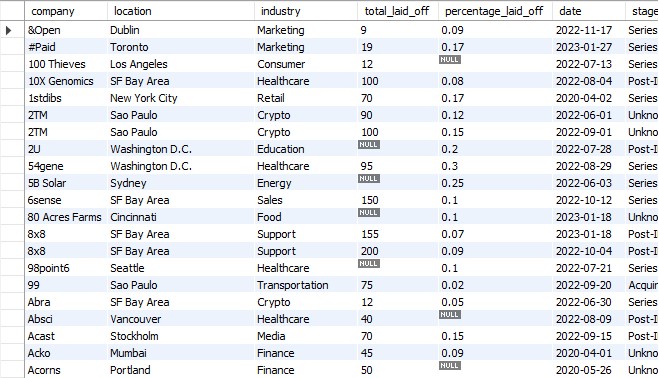 company location industry total_laid_off percentage_laid_off date stage
&Open Dublin Marketing 9 0.09 2022-11-17 Series
#Paid Toronto Marketing 19 0.17 2023-01-27 Series
100 Thieves Los Angeles Consumer 12 NULL 2022-07-13 Series
10X Genomics SF Bay Area Healthcare 100 0.08 2022-08-04 Post-I
1stdibs New York City Retail 70 0.17 2020-04-02 Series
2TM Sao Paulo Crypto 90 0.12 2022-06-01 Unkno
2TM Sao Paulo Crypto 100 0.15 2022-09-01 Unkno
2U Washington D.C. Education NULL 0.2 2022-07-28 Post-I
54gene Washington D.C. Healthcare 95 0.3 2022-08-29 Series
5B Solar Sydney Energy NULL 0.25 2022-06-03 Series
6sense SF Bay Area Sales 150 0.1 2022-10-12 Series
80 Acres Farms Cincinnati Food NULL 0.1 2023-01-18 Unkno
8x8 SF Bay Area Support 155 0.07 2023-01-18 Post-I
8x8 SF Bay Area Support 200 0.09 2022-10-04 Post-I
98point6 Seattle Healthcare NULL 0.1 2022-07-21 Series
99 Sao Paulo Transportation 75 0.02 2022-09-20 Acquir
Abra SF Bay Area Crypto 12 0.05 2022-06-30 Series
Absci Vancouver Healthcare 40 NULL 2022-08-09 Post-I
Acast Stockholm Media 70 0.15 2022-09-15 Post-I
Acko Mumbai Finance 45 0.09 2020-04-01 Unkno
Acorns Portland Finance 50 NULL 2020-05-26 Unkno